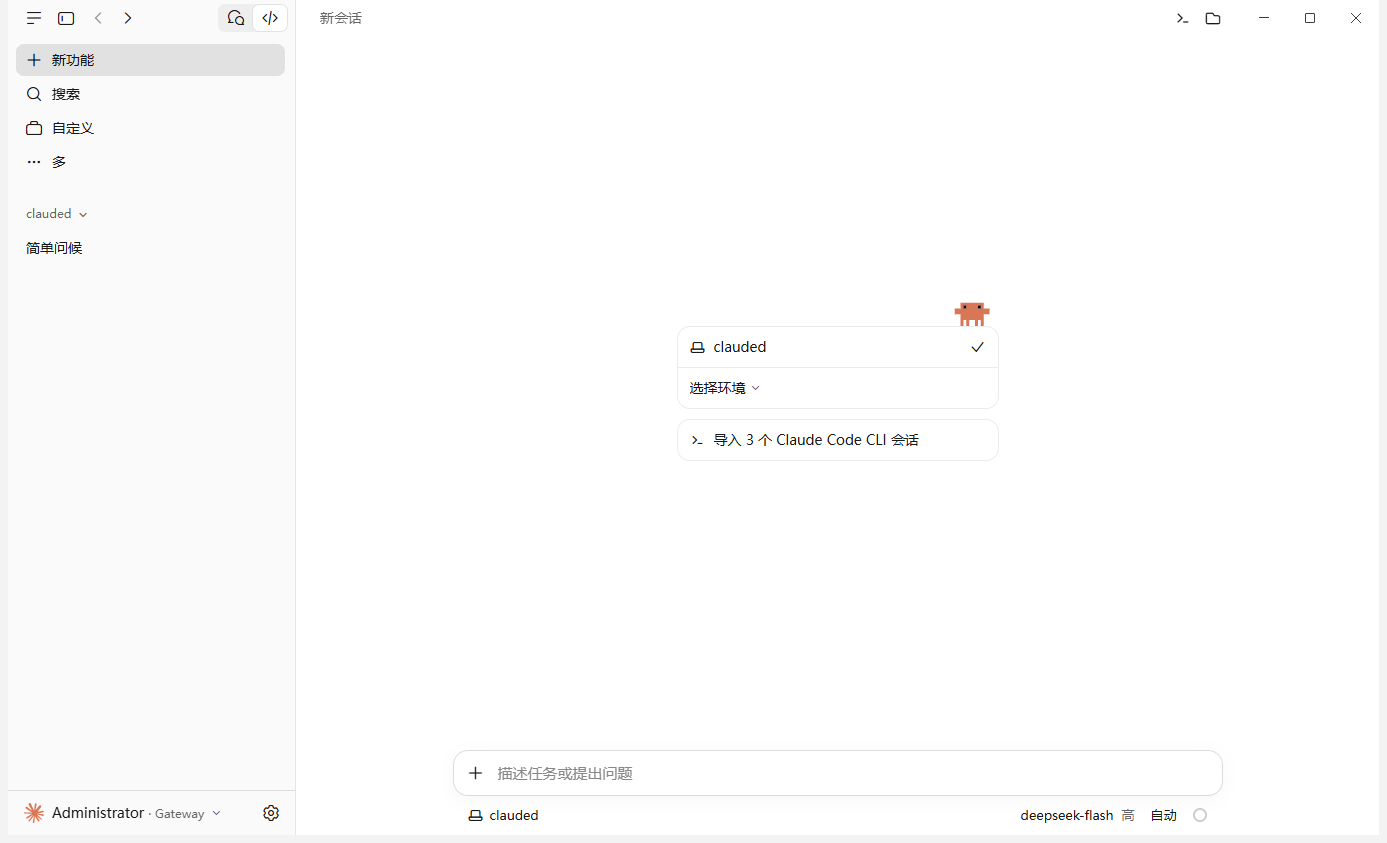 新会话
新功能
搜索
自定义
多
clauded
简单问候
clauded
选择环境
导入 3 个 Claude Code CLI 会话
描述任务或提出问题
Administrator · Gateway
clauded
deepseek-flash 高 自动